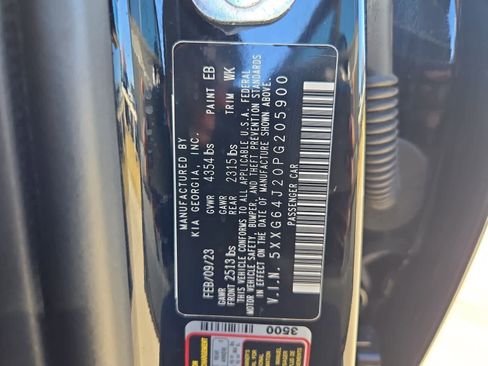 MANUFACTURED BY
KIA GEORGIA, INC.
FEB/09/23 GVWR 4354 lbs PAINT EB
GAWR FRONT 2513 lbs GAWR REAR 2315 lbs TRIM WK
THIS VEHICLE CONFORMS TO ALL APPLICABLE U.S.A. FEDERAL
MOTOR VEHICLE SAFETY, BUMPER, AND THEFT PREVENTION STANDARDS
IN EFFECT ON THE DATE OF MANUFACTURE SHOWN ABOVE.
V.I.N. 5XXG64J20PG205900
PASSENGER CAR
3500